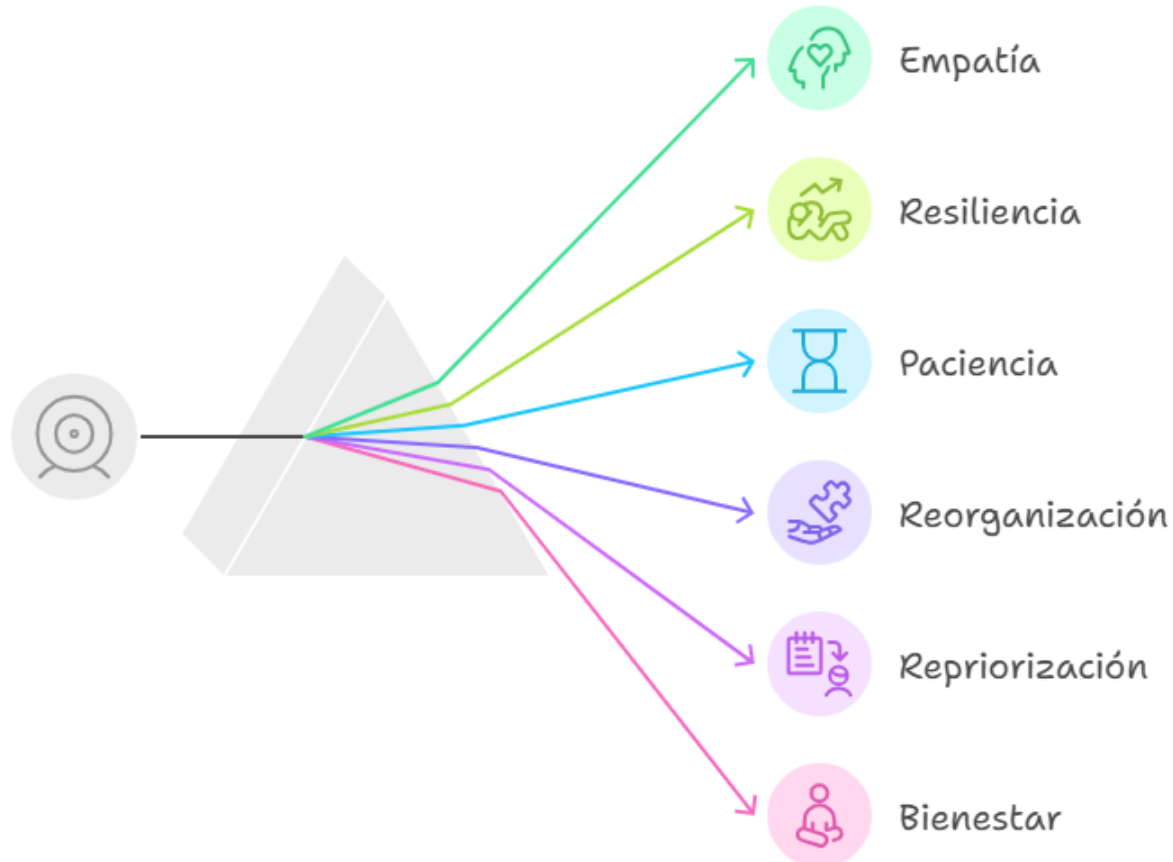 Empatía
Resiliencia
Paciencia
Reorganización
Repriorización
Bienestar